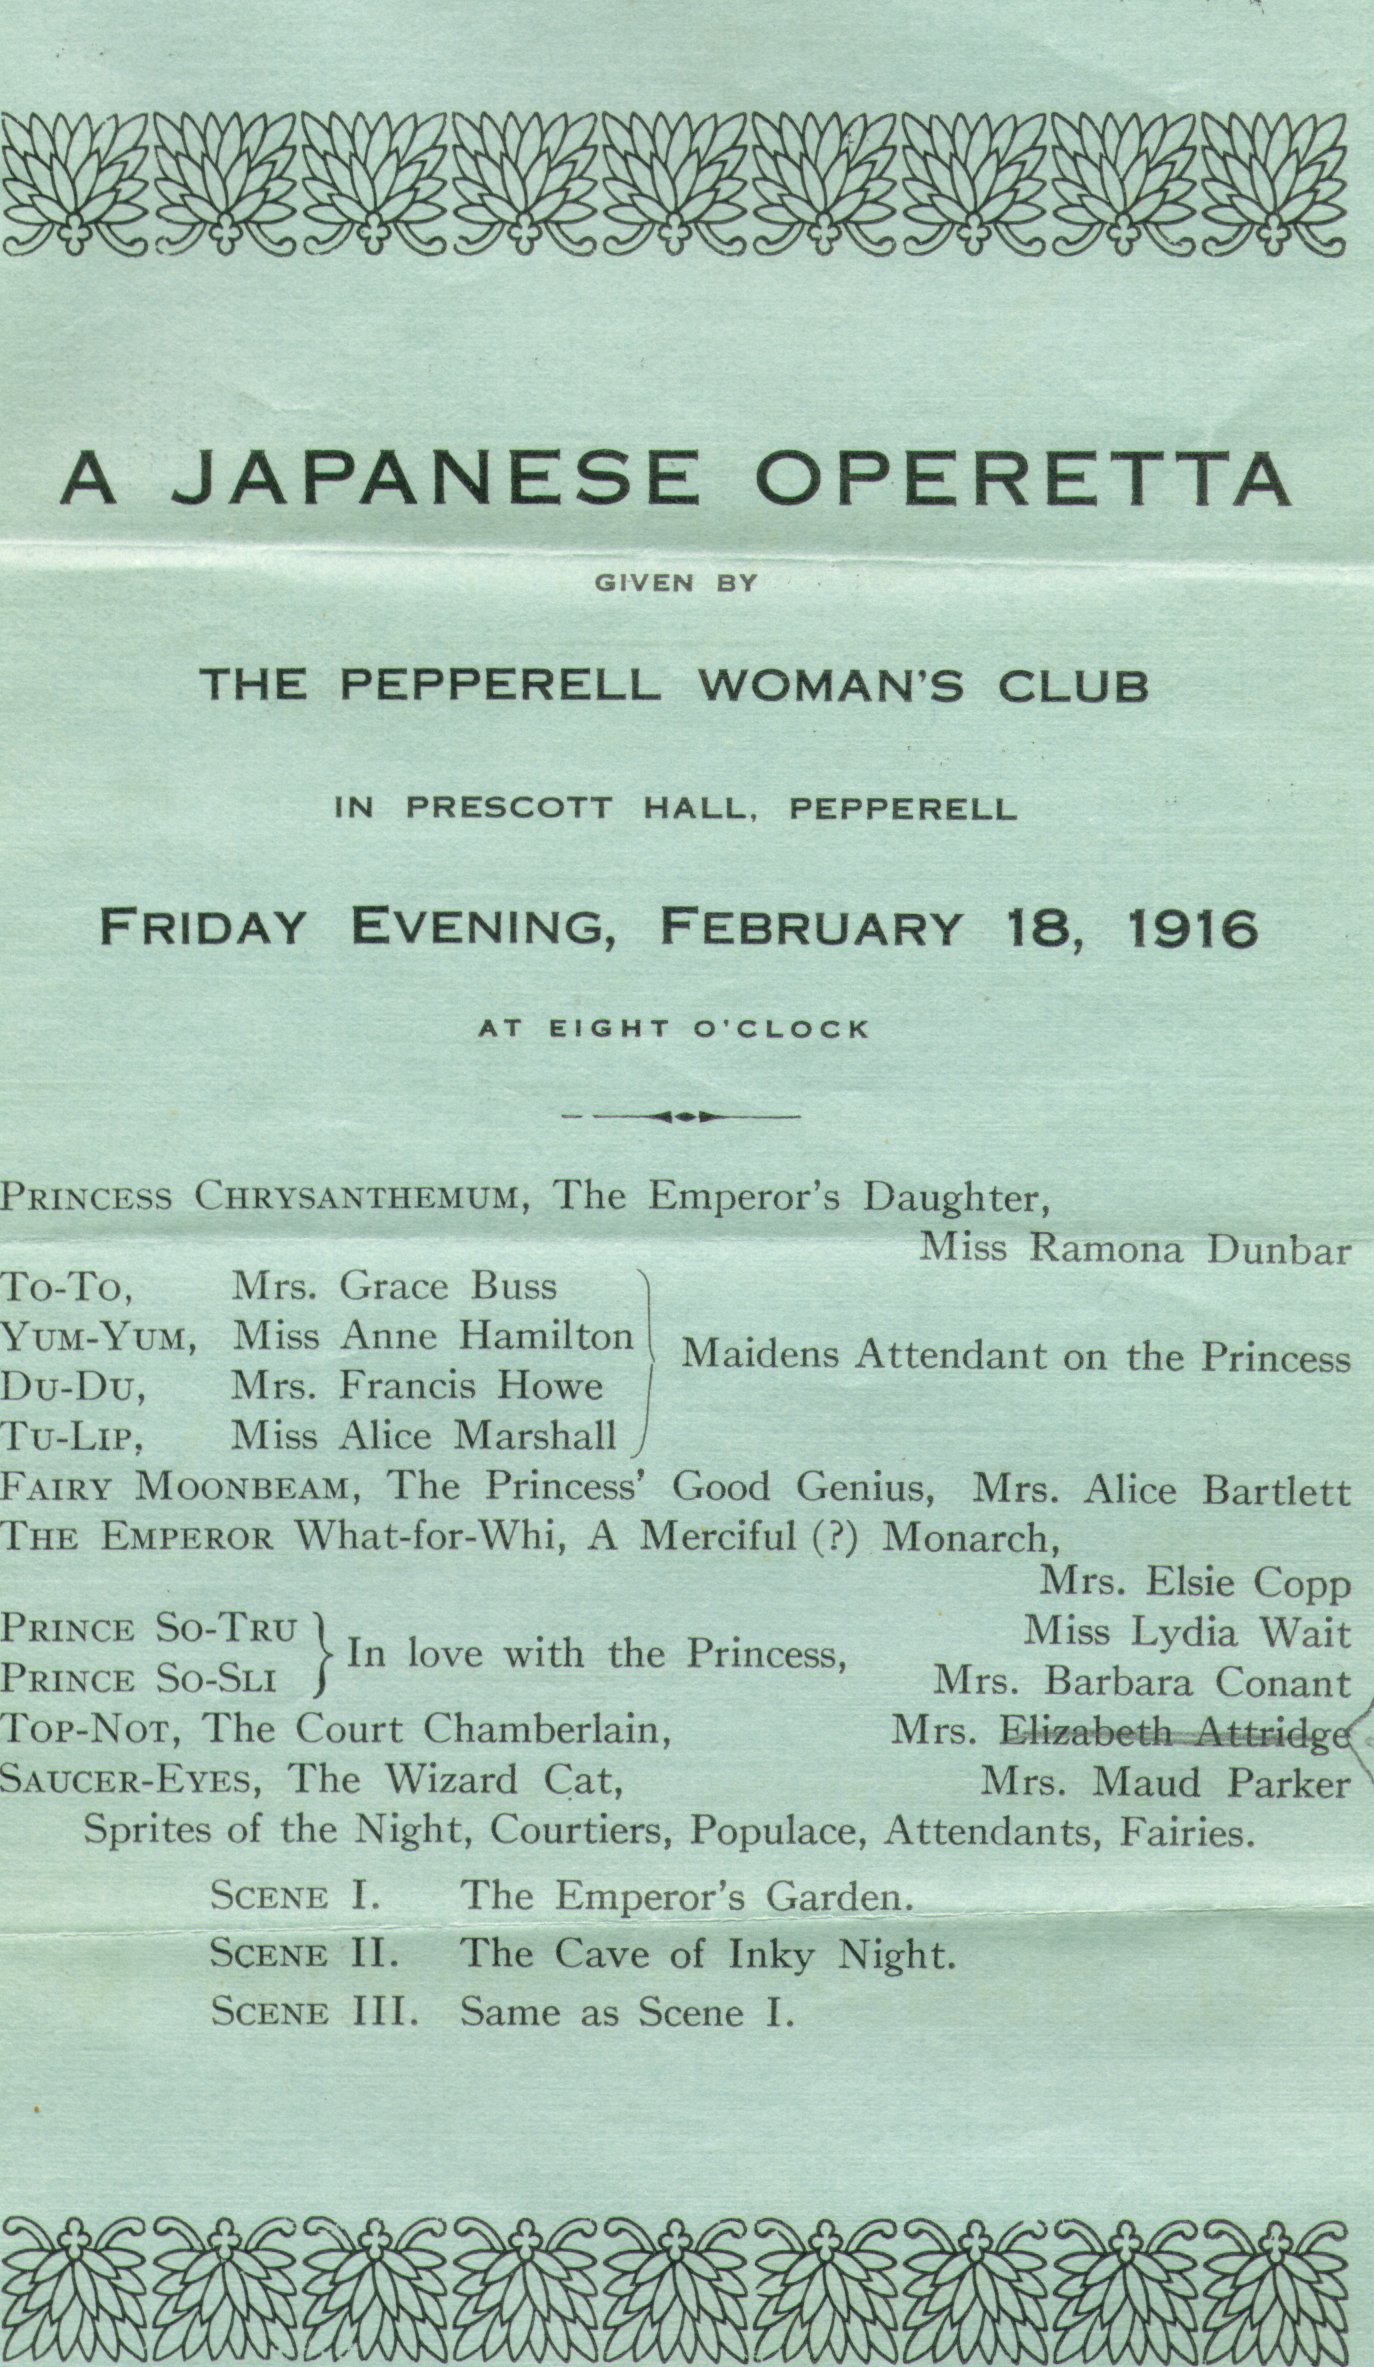 A JAPANESE OPERETTA
GIVEN BY
THE PEPPERELL WOMAN'S CLUB
IN PRESCOTT HALL, PEPPERELL
FRIDAY EVENING, FEBRUARY 18, 1916
AT EIGHT O'CLOCK
PRINCESS CHRYSANTHEMUM, The Emperor's Daughter,
Miss Ramona Dunbar
TO-TO, Mrs. Grace Buss
YUM-YUM, Miss Anne Hamilton
Maidens Attendant on the Princess
DU-DU, Mrs. Francis Howe
TU-LIP, Miss Alice Marshall
FAIRY MOONBEAM, The Princess' Good Genius, Mrs. Alice Bartlett
THE EMPEROR What-for-Whi, A Merciful (?) Monarch,
Mrs. Elsie Copp
PRINCE SO-TRU Miss Lydia Wait
In love with the Princess,
PRINCE SO-SLI Mrs. Barbara Conant
TOP-NOT, The Court Chamberlain, Mrs. Elizabeth Attridge
SAUCER-EYES, The Wizard Cat, Mrs. Maud Parker
Sprites of the Night, Courtiers, Populace, Attendants, Fairies.
SCENE I. The Emperor's Garden.
SCENE II. The Cave of Inky Night.
SCENE III. Same as Scene I.